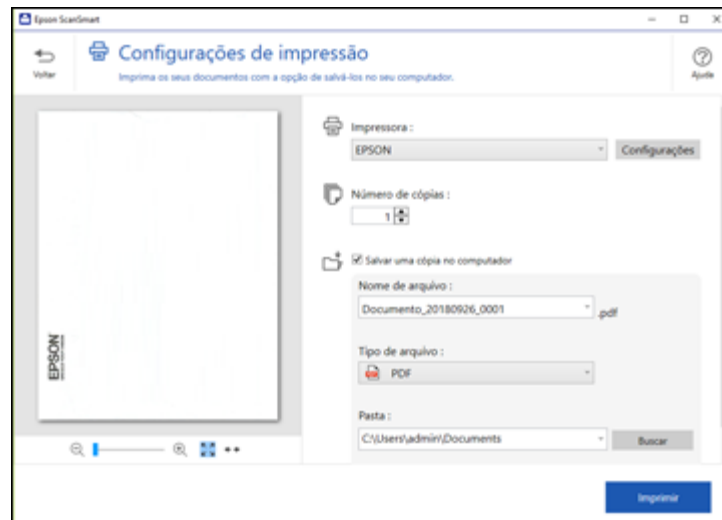 Epson ScanSmart
Voltar
Configurações de impressão
Imprima os seus documentos com a opção de salvá-los no seu computador.
Ajuda
Impressora :
EPSON
Configurações
Número de cópias :
1
Salvar uma cópia no computador
Nome de arquivo :
Documento_20180926_0001
.pdf
Tipo de arquivo :
PDF
Pasta :
C:\Users\admin\Documents
Buscar
EPSON
Imprimir